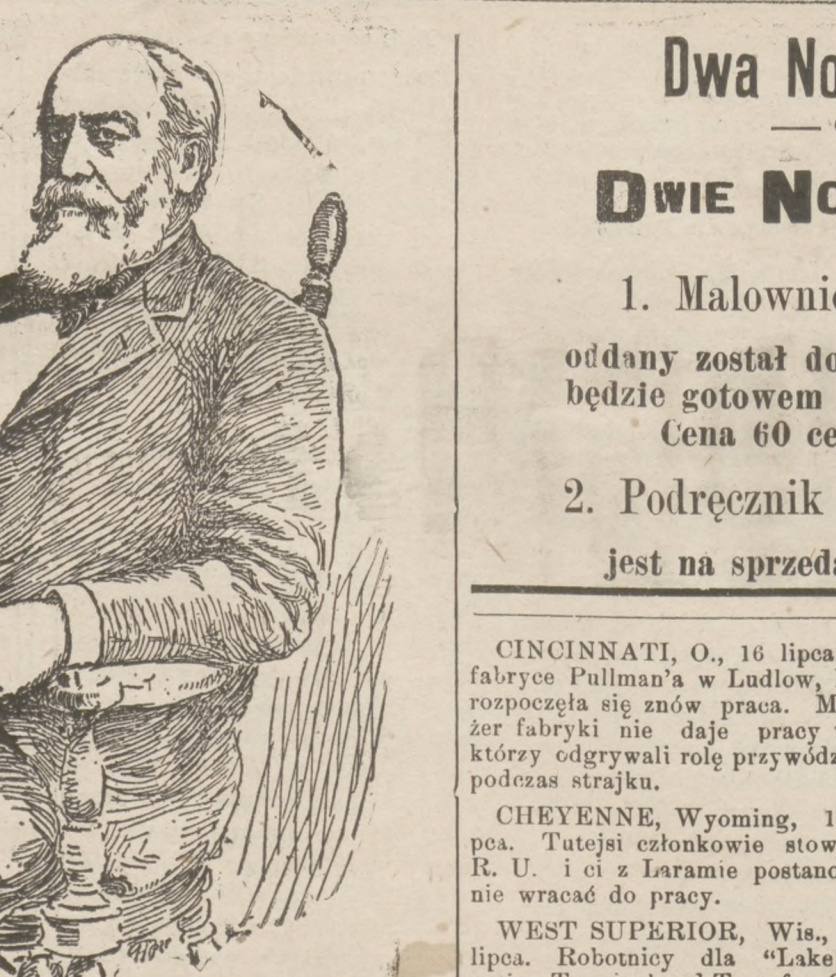 Dwa No
DWIE NO
1. Malowni
oddany został do
będzie gotowem
Cena 60 ce
2. Podręcznik
jest na sprzeda
CINCINNATI, O., 16 lipca
fabryce Pullman'a w Ludlow,
rozpoczęła się znów praca. M
żer fabryki nie daje pracy
którzy odgrywali rolę przywódz
podczas strajku.
CHEYENNE, Wyoming, 1
pca. Tutejsi członkowie stow
R. U. i ci z Laramie postano
nie wracać do pracy.
WEST SUPERIOR, Wis.,
lipca. Robotnicy dla “Lake